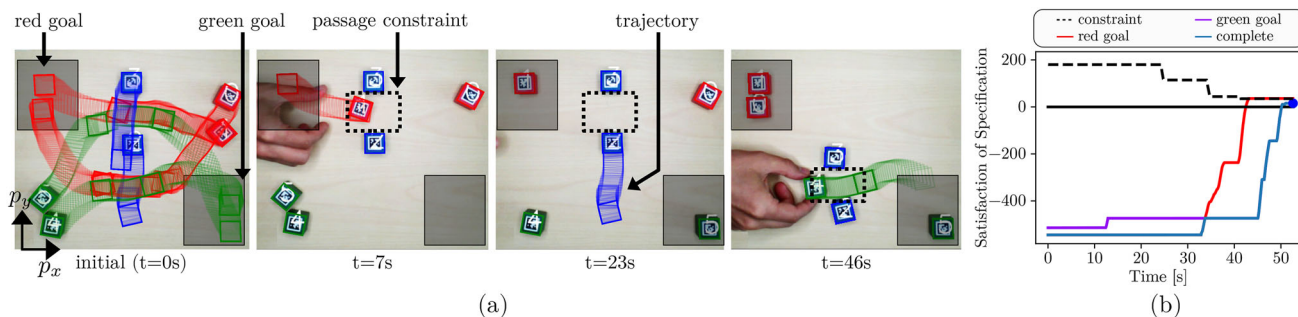 red goal
green goal
passage constraint
trajectory
p_y
p_x
initial (t=0s)
t=7s
t=23s
t=46s
(a)
constraint
red goal
green goal
complete
Satisfaction of Specification
200
0
−200
−400
0
10
20
30
40
50
Time [s]
(b)